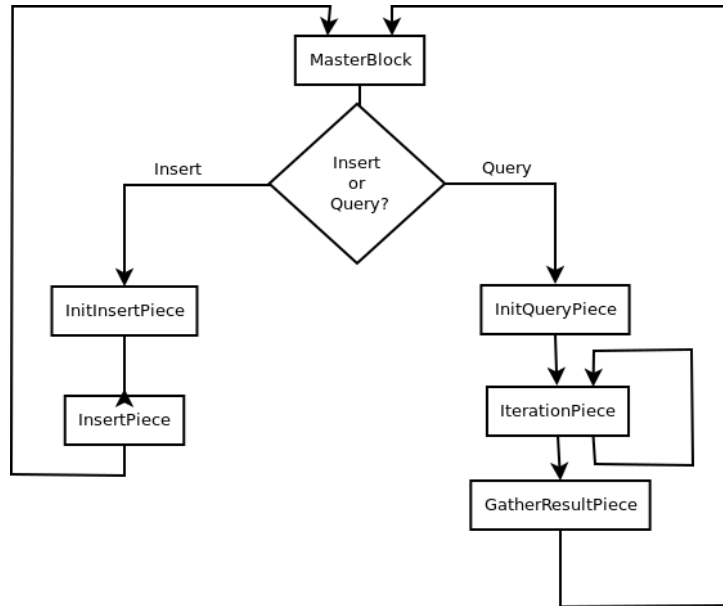 MasterBlock
Insert
or
Query?
Insert
Query
InitInsertPiece
InitQueryPiece
InsertPiece
IterationPiece
GatherResultPiece